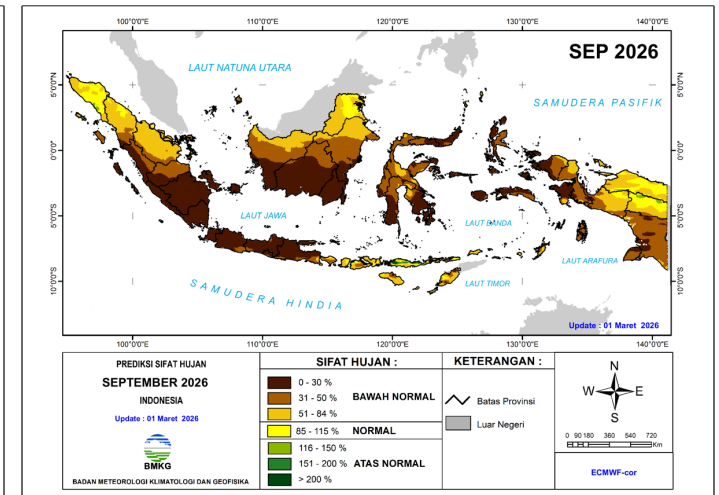 100°0'0"E 110°0'0"E 120°0'0"E 130°0'0"E 140°0'0"E
SEP 2026
LAUT NATUNA UTARA
SAMUDERA PASIFIK
5°0'0"N 5°0'0"N
0°0'0" 0°0'0"
5°0'0"S 5°0'0"S
10°0'0"S 10°0'0"S
LAUT JAWA
LAUT BANDA
LAUT ARAFURA
LAUT TIMOR
SAMUDERA HINDIA
Update : 01 Maret 2026
100°0'0"E 110°0'0"E 120°0'0"E 130°0'0"E 140°0'0"E
PREDIKSI SIFAT HUJAN
SEPTEMBER 2026
INDONESIA
Update : 01 Maret 2026
BMKG
BADAN METEOROLOGI KLIMATOLOGI DAN GEOFISIKA
SIFAT HUJAN :
0 - 30 %
31 - 50 % BAWAH NORMAL
51 - 84 %
85 - 115 % NORMAL
116 - 150 %
151 - 200 % ATAS NORMAL
> 200 %
KETERANGAN :
Batas Provinsi
Luar Negeri
N
W E
S
0 90 180 360 540 720
Km
ECMWF-cor